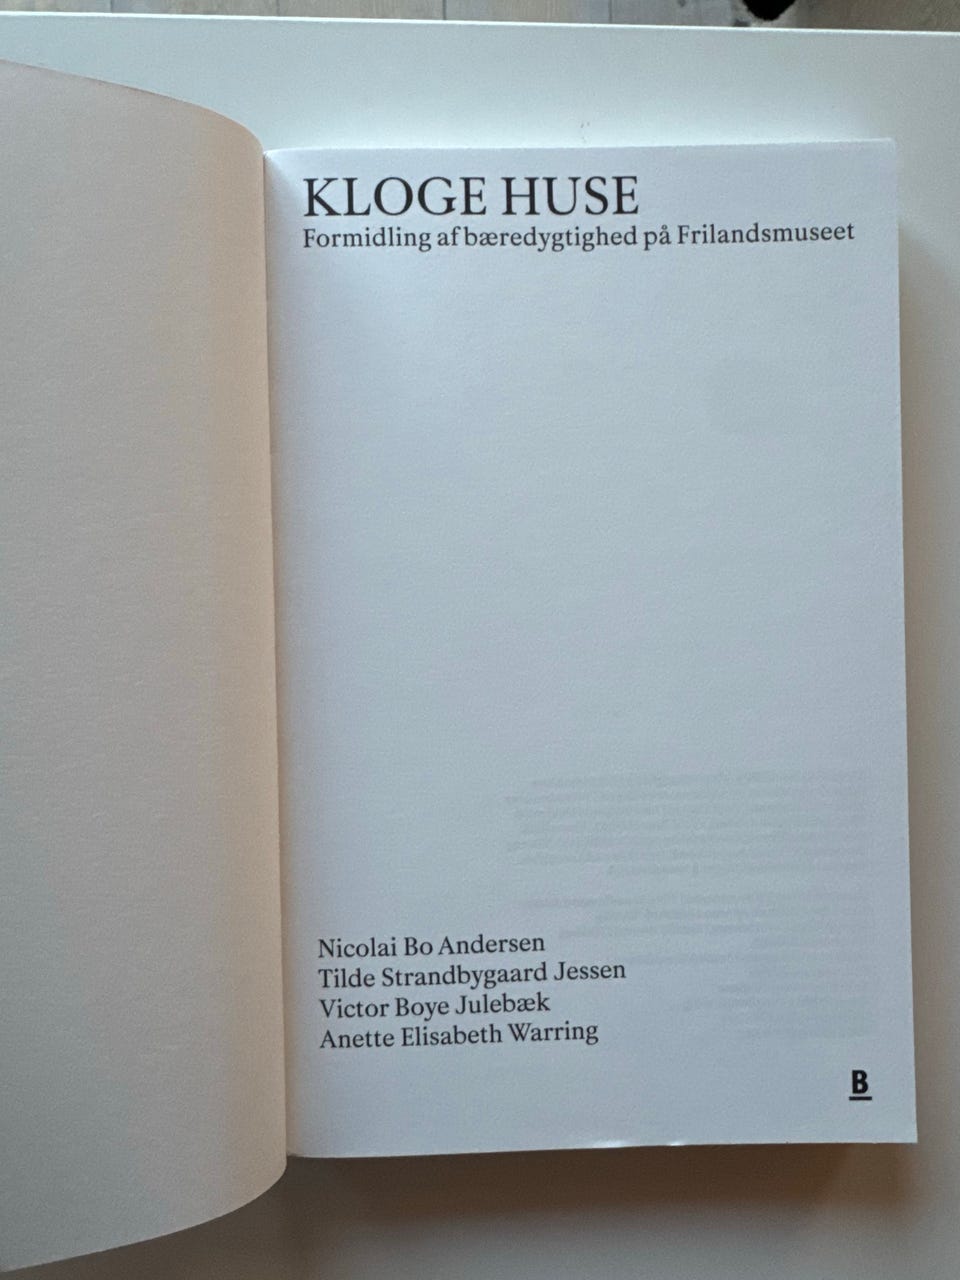 KLOGE HUSE
Formidling af bæredygtighed på Frilandsmuseet
Nicolai Bo Andersen
Tilde Strandbygaard Jessen
Victor Boye Julebæk
Anette Elisabeth Warring
B